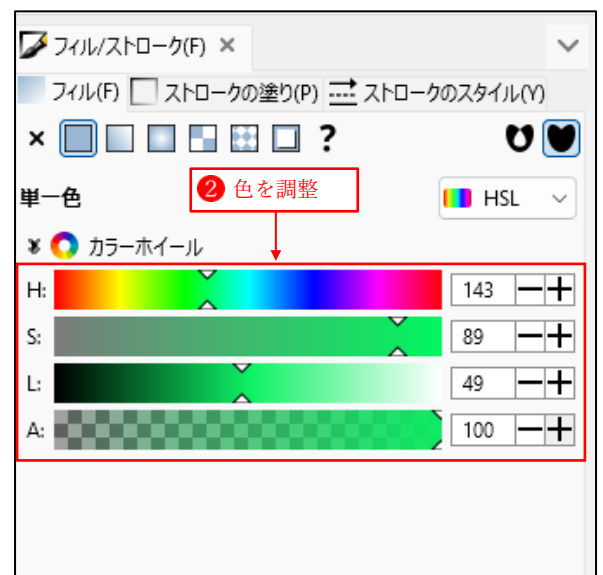 フィル/ストローク(F) ×
フィル(F) ストロークの塗り(P) ストロークのスタイル(Y)
× ?
単一色 ❷ 色を調整 HSL
カラーホイール
H: 143
S: 89
L: 49
A: 100